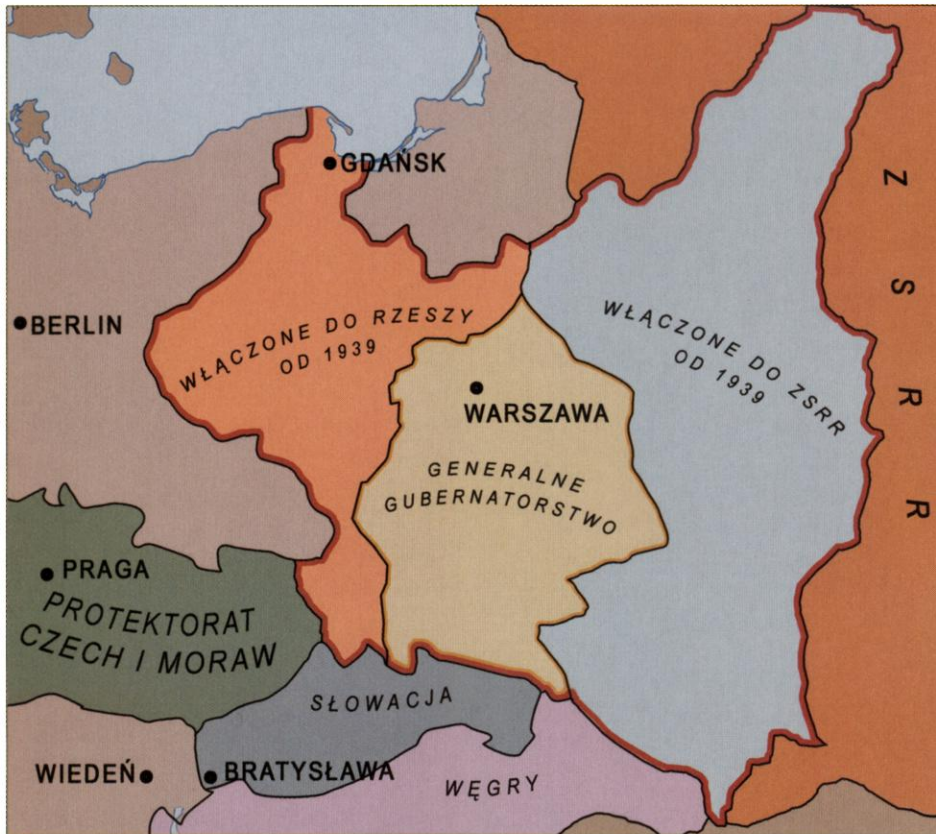 GDAŃSK
Z S R R
BERLIN
WŁĄCZONE DO RZESZY
OD 1939
WŁĄCZONE DO ZSRR
OD 1939
WARSZAWA
GENERALNE
GUBERNATORSTWO
PRAGA
PROTEKTORAT
CZECH I MORAW
SŁOWACJA
WIEDEŃ
BRATYSŁAWA
WĘGRY